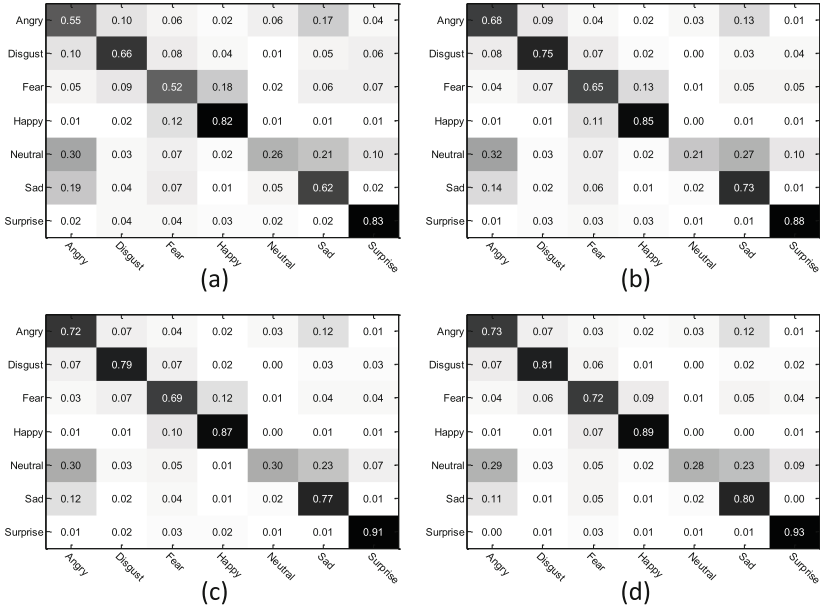 Angry 0.55 0.10 0.06 0.02 0.06 0.17 0.04
Disgust 0.10 0.66 0.08 0.04 0.01 0.05 0.06
Fear 0.05 0.09 0.52 0.18 0.02 0.06 0.07
Happy 0.01 0.02 0.12 0.82 0.01 0.01 0.01
Neutral 0.30 0.03 0.07 0.02 0.26 0.21 0.10
Sad 0.19 0.04 0.07 0.01 0.05 0.62 0.02
Surprise 0.02 0.04 0.04 0.03 0.02 0.02 0.83
Angry Disgust Fear Happy Neutral Sad Surprise
(a)
Angry 0.68 0.09 0.04 0.02 0.03 0.13 0.01
Disgust 0.08 0.75 0.07 0.02 0.00 0.03 0.04
Fear 0.04 0.07 0.65 0.13 0.01 0.05 0.05
Happy 0.01 0.01 0.11 0.85 0.00 0.01 0.01
Neutral 0.32 0.03 0.07 0.02 0.21 0.27 0.10
Sad 0.14 0.02 0.06 0.01 0.02 0.73 0.01
Surprise 0.01 0.03 0.03 0.03 0.01 0.01 0.88
Angry Disgust Fear Happy Neutral Sad Surprise
(b)
Angry 0.72 0.07 0.04 0.02 0.03 0.12 0.01
Disgust 0.07 0.79 0.07 0.02 0.00 0.03 0.03
Fear 0.03 0.07 0.69 0.12 0.01 0.04 0.04
Happy 0.01 0.01 0.10 0.87 0.00 0.01 0.01
Neutral 0.30 0.03 0.05 0.01 0.30 0.23 0.07
Sad 0.12 0.02 0.04 0.01 0.02 0.77 0.01
Surprise 0.01 0.02 0.03 0.02 0.01 0.01 0.91
Angry Disgust Fear Happy Neutral Sad Surprise
(c)
Angry 0.73 0.07 0.03 0.02 0.03 0.12 0.01
Disgust 0.07 0.81 0.06 0.01 0.00 0.02 0.02
Fear 0.04 0.06 0.72 0.09 0.01 0.05 0.04
Happy 0.01 0.01 0.07 0.89 0.00 0.00 0.01
Neutral 0.29 0.03 0.05 0.02 0.28 0.23 0.09
Sad 0.11 0.01 0.05 0.01 0.02 0.80 0.00
Surprise 0.00 0.01 0.03 0.01 0.01 0.01 0.93
Angry Disgust Fear Happy Neutral Sad Surprise
(d)